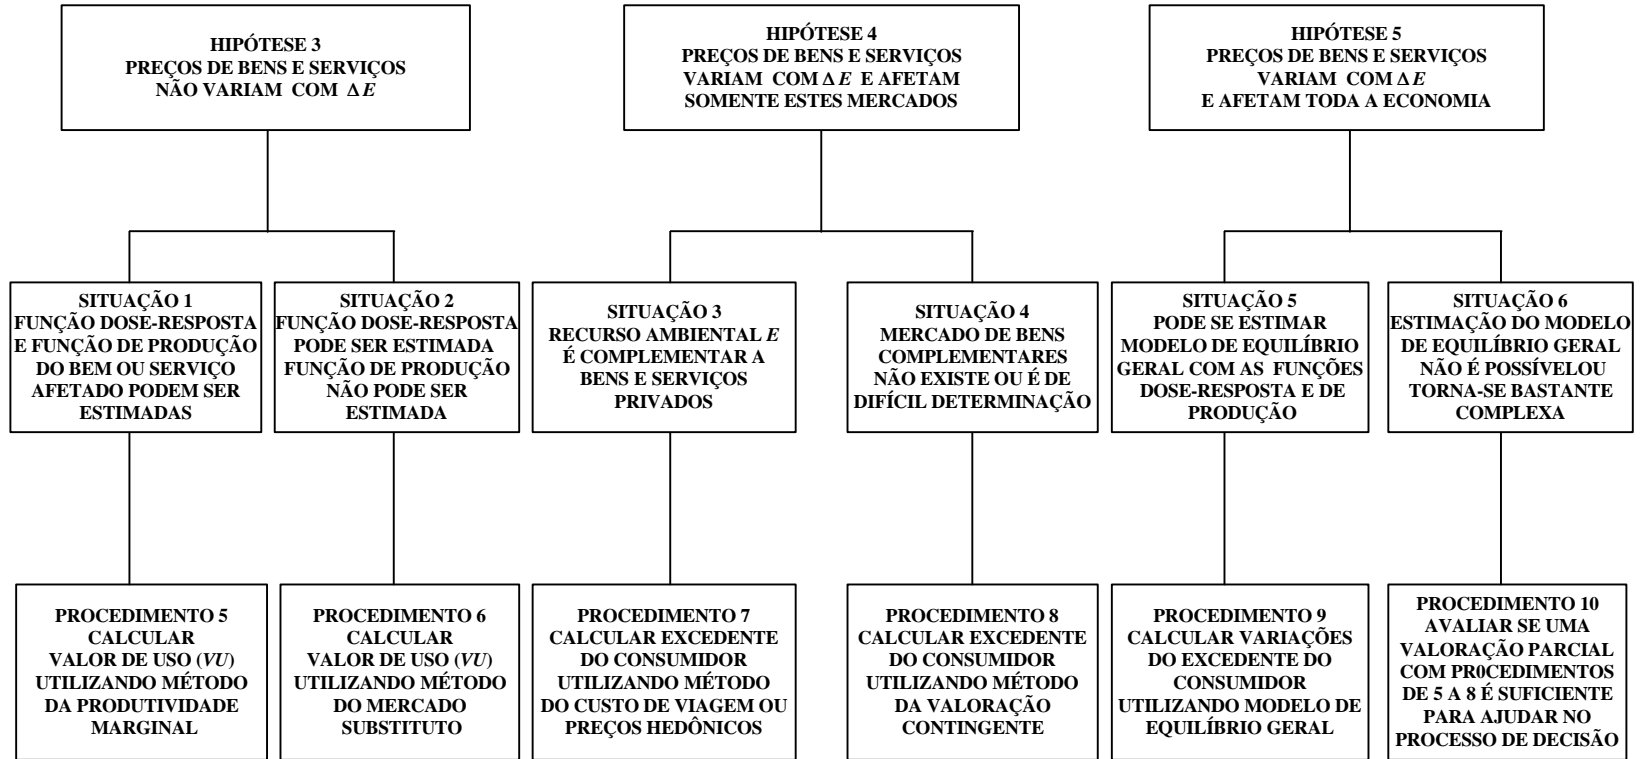 HIPÓTESE 3
PREÇOS DE BENS E SERVIÇOS
NÃO VARIAM COM Δ E
HIPÓTESE 4
PREÇOS DE BENS E SERVIÇOS
VARIAM COM Δ E E AFETAM
SOMENTE ESTES MERCADOS
HIPÓTESE 5
PREÇOS DE BENS E SERVIÇOS
VARIAM COM Δ E
E AFETAM TODA A ECONOMIA
SITUAÇÃO 1
FUNÇÃO DOSE-RESPOSTA
E FUNÇÃO DE PRODUÇÃO
DO BEM OU SERVIÇO
AFETADO PODEM SER
ESTIMADAS
SITUAÇÃO 2
FUNÇÃO DOSE-RESPOSTA
PODE SER ESTIMADA
FUNÇÃO DE PRODUÇÃO
NÃO PODE SER
ESTIMADA
SITUAÇÃO 3
RECURSO AMBIENTAL E
É COMPLEMENTAR A
BENS E SERVIÇOS
PRIVADOS
SITUAÇÃO 4
MERCADO DE BENS
COMPLEMENTARES
NÃO EXISTE OU É DE
DIFÍCIL DETERMINAÇÃO
SITUAÇÃO 5
PODE SE ESTIMAR
MODELO DE EQUILÍBRIO
GERAL COM AS FUNÇÕES
DOSE-RESPOSTA E DE
PRODUÇÃO
SITUAÇÃO 6
ESTIMAÇÃO DO MODELO
DE EQUILÍBRIO GERAL
NÃO É POSSÍVELOU
TORNA-SE BASTANTE
COMPLEXA
PROCEDIMENTO 5
CALCULAR
VALOR DE USO (VU)
UTILIZANDO MÉTODO
DA PRODUTIVIDADE
MARGINAL
PROCEDIMENTO 6
CALCULAR
VALOR DE USO (VU)
UTILIZANDO MÉTODO
DO MERCADO
SUBSTITUTO
PROCEDIMENTO 7
CALCULAR EXCEDENTE
DO CONSUMIDOR
UTILIZANDO MÉTODO
DO CUSTO DE VIAGEM OU
PREÇOS HEDÔNICOS
PROCEDIMENTO 8
CALCULAR EXCEDENTE
DO CONSUMIDOR
UTILIZANDO MÉTODO
DA VALORAÇÃO
CONTINGENTE
PROCEDIMENTO 9
CALCULAR VARIAÇÕES
DO EXCEDENTE DO
CONSUMIDOR
UTILIZANDO MODELO DE
EQUILÍBRIO GERAL
PROCEDIMENTO 10
AVALIAR SE UMA
VALORAÇÃO PARCIAL
COM PR0CEDIMENTOS
DE 5 A 8 É SUFICIENTE
PARA AJUDAR NO
PROCESSO DE DECISÃO